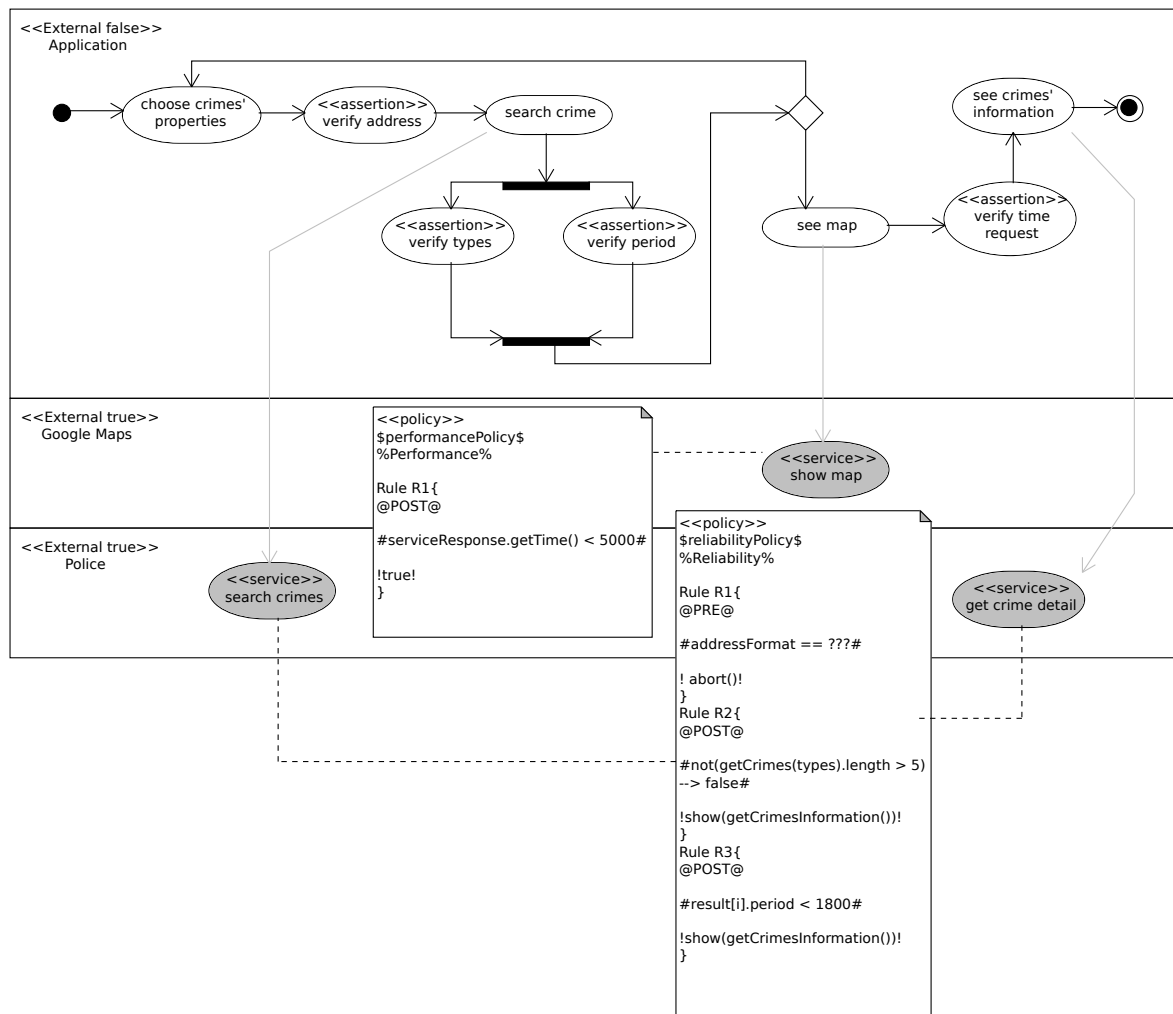 <<External false>>
Application
choose crimes'
properties
<<assertion>>
verify address
search crime
<<assertion>>
verify types
<<assertion>>
verify period
see map
see crimes'
information
<<assertion>>
verify time
request
<<External true>>
Google Maps
<<policy>>
$performancePolicy$
%Performance%
Rule R1{
@POST@
#serviceResponse.getTime() < 5000#
!true!
}
<<service>>
show map
<<External true>>
Police
<<service>>
search crimes
<<policy>>
$reliabilityPolicy$
%Reliability%
Rule R1{
@PRE@
#addressFormat == ???#
! abort()!
}
Rule R2{
@POST@
#not(getCrimes(types).length > 5)
--> false#
!show(getCrimesInformation())!
}
Rule R3{
@POST@
#result[i].period < 1800#
!show(getCrimesInformation())!
}
<<service>>
get crime detail